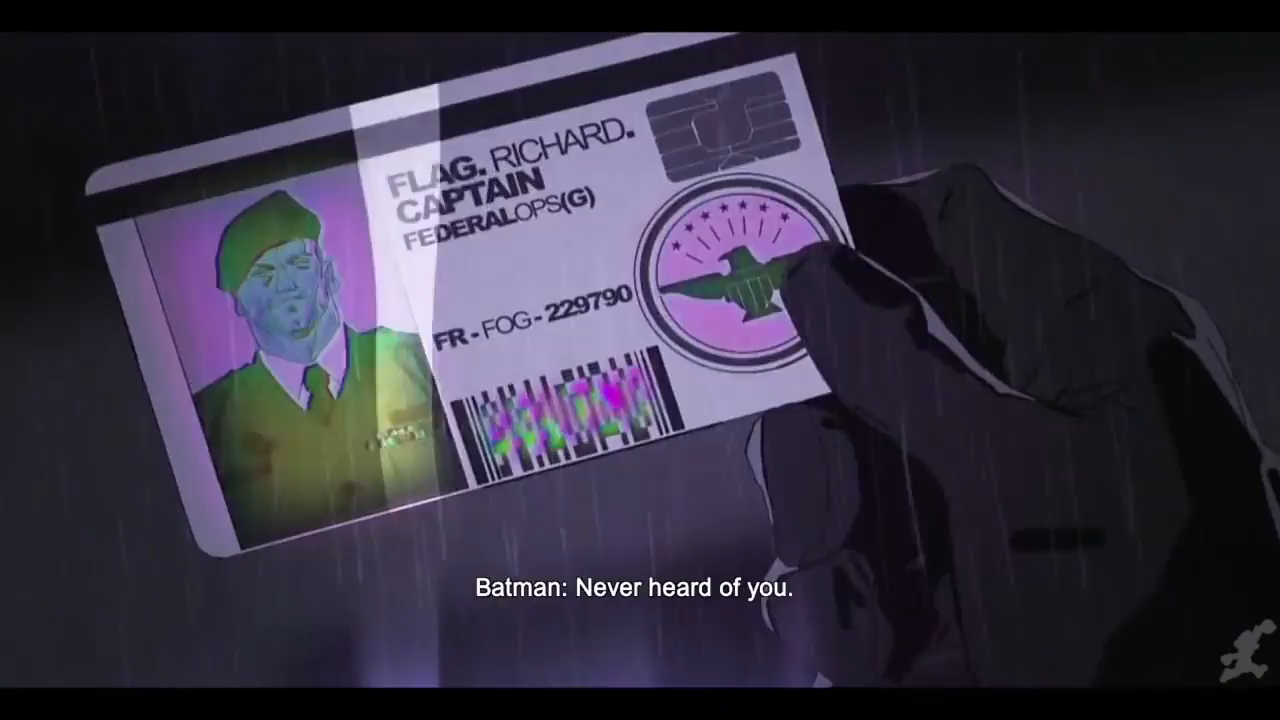 FLAG. RICHARD.
CAPTAIN
FEDERALOPS(G)
FR - FOG - 229790
Batman: Never heard of you.